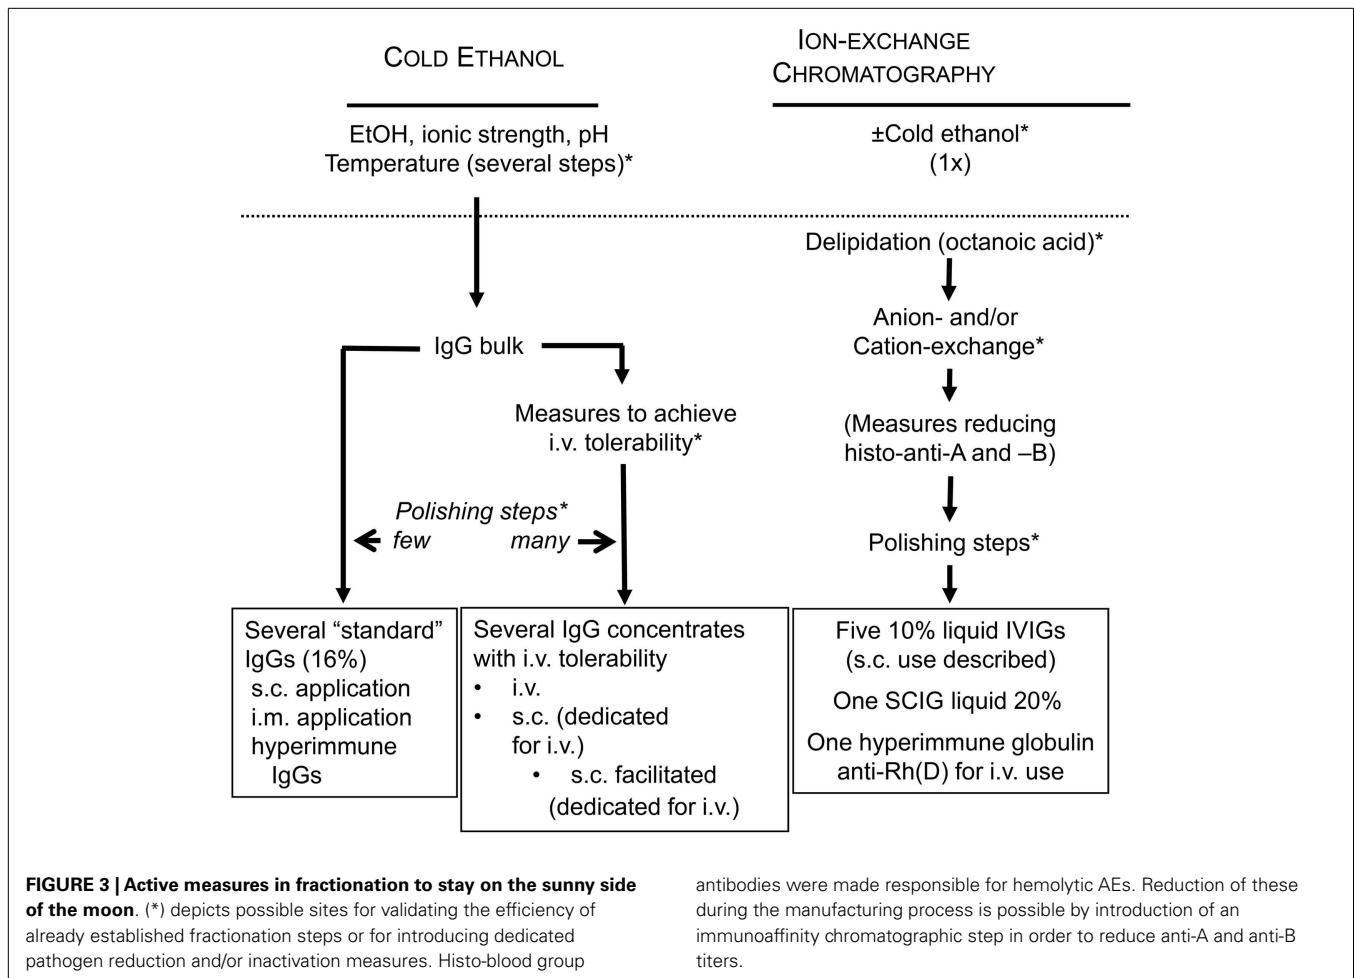 COLD ETHANOL
EtOH, ionic strength, pH
Temperature (several steps)*
IgG bulk
Measures to achieve
i.v. tolerability*
Polishing steps*
few many
Several “standard”
IgGs (16%)
s.c. application
i.m. application
hyperimmune
IgGs
Several IgG concentrates
with i.v. tolerability
• i.v.
• s.c. (dedicated
for i.v.)
• s.c. facilitated
(dedicated for i.v.)
ION-EXCHANGE
CHROMATOGRAPHY
±Cold ethanol*
(1x)
Delipidation (octanoic acid)*
Anion- and/or
Cation-exchange*
(Measures reducing
histo-anti-A and –B)
Polishing steps*
Five 10% liquid IVIGs
(s.c. use described)
One SCIG liquid 20%
One hyperimmune globulin
anti-Rh(D) for i.v. use
FIGURE 3 | Active measures in fractionation to stay on the sunny side
of the moon. (*) depicts possible sites for validating the efficiency of
already established fractionation steps or for introducing dedicated
pathogen reduction and/or inactivation measures. Histo-blood group
antibodies were made responsible for hemolytic AEs. Reduction of these
during the manufacturing process is possible by introduction of an
immunoaffinity chromatographic step in order to reduce anti-A and anti-B
titers.